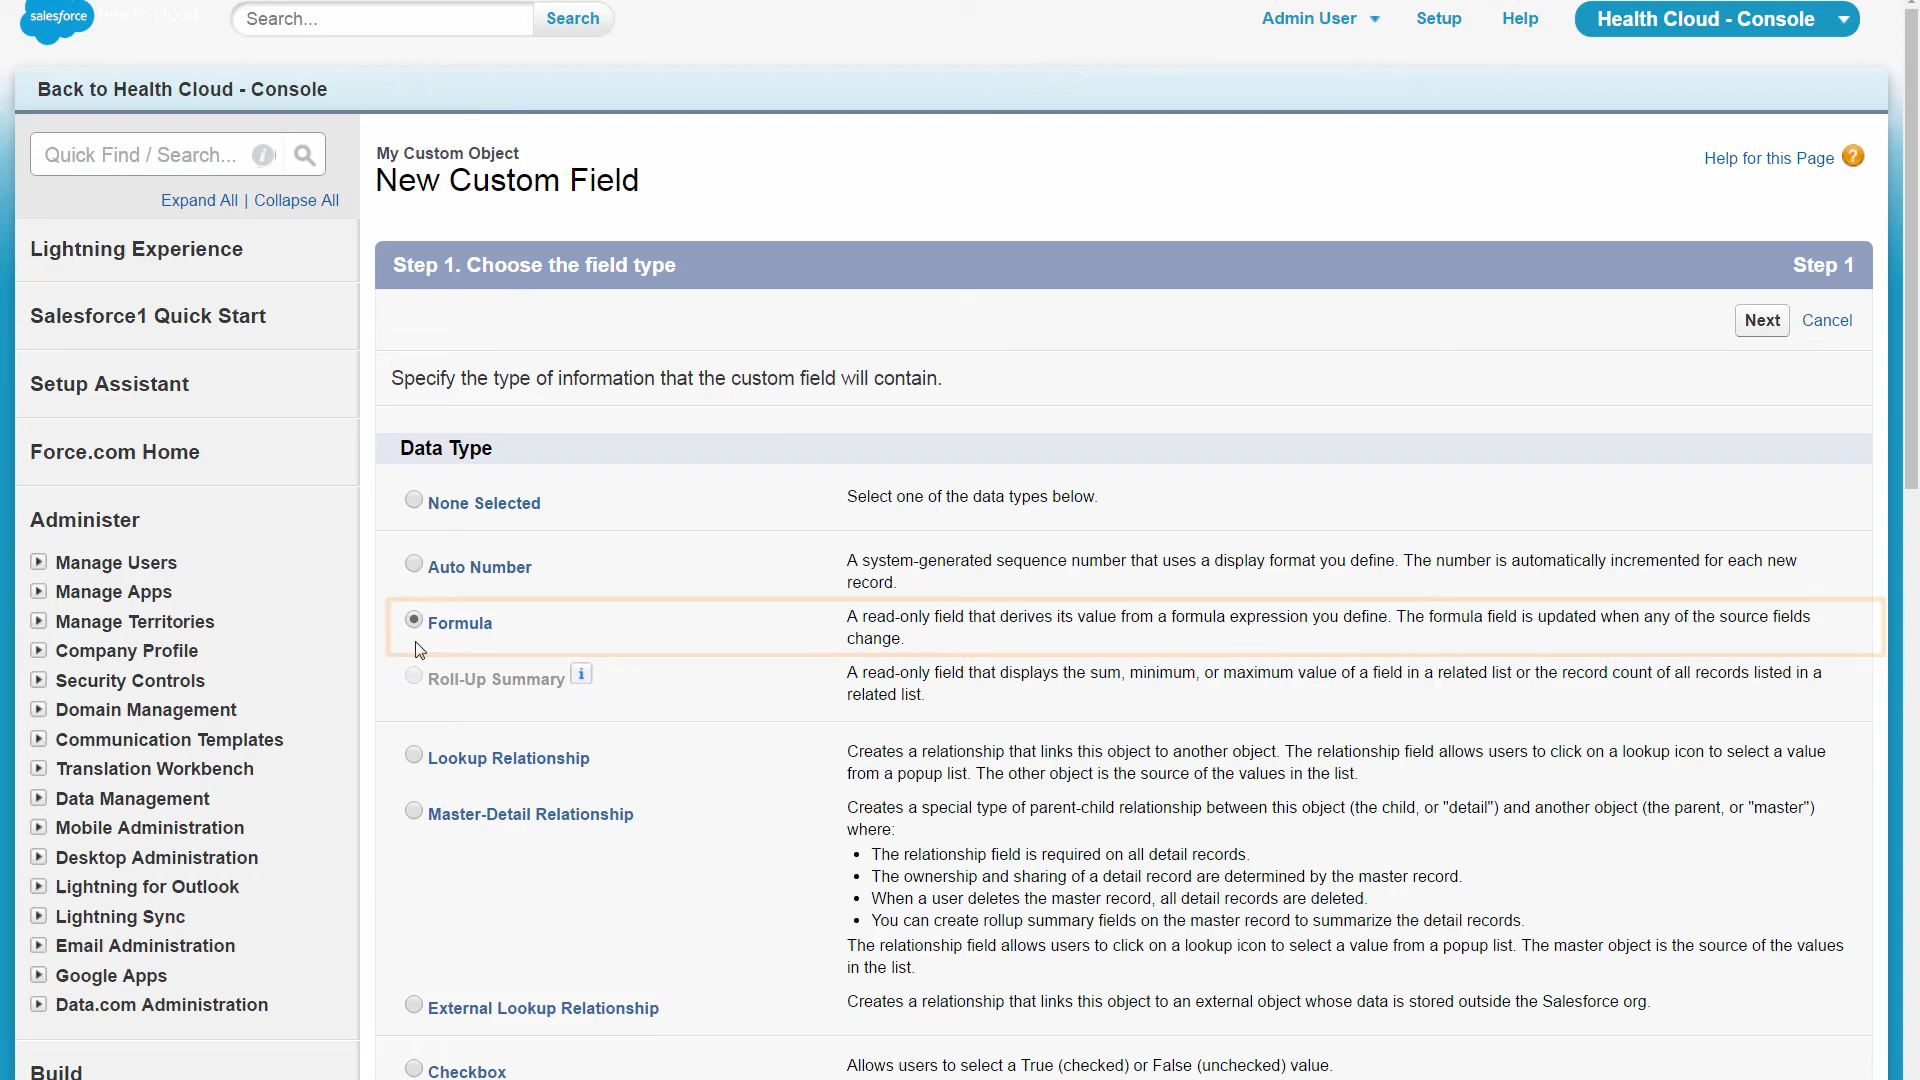 salesforce health cloud
Search...
Search
Admin User
Setup
Help
Health Cloud - Console
Back to Health Cloud - Console
Quick Find / Search...
Expand All | Collapse All
Lightning Experience
Salesforce1 Quick Start
Setup Assistant
Force.com Home
Administer
Manage Users
Manage Apps
Manage Territories
Company Profile
Security Controls
Domain Management
Communication Templates
Translation Workbench
Data Management
Mobile Administration
Desktop Administration
Lightning for Outlook
Lightning Sync
Email Administration
Google Apps
Data.com Administration
Build
My Custom Object
New Custom Field
Help for this Page ?
Step 1. Choose the field type
Step 1
Next
Cancel
Specify the type of information that the custom field will contain.
Data Type
None Selected
Select one of the data types below.
Auto Number
A system-generated sequence number that uses a display format you define. The number is automatically incremented for each new
record.
Formula
A read-only field that derives its value from a formula expression you define. The formula field is updated when any of the source fields
change.
Roll-Up Summary i
A read-only field that displays the sum, minimum, or maximum value of a field in a related list or the record count of all records listed in a
related list.
Lookup Relationship
Creates a relationship that links this object to another object. The relationship field allows users to click on a lookup icon to select a value
from a popup list. The other object is the source of the values in the list.
Master-Detail Relationship
Creates a special type of parent-child relationship between this object (the child, or "detail") and another object (the parent, or "master")
where:
• The relationship field is required on all detail records.
• The ownership and sharing of a detail record are determined by the master record.
• When a user deletes the master record, all detail records are deleted.
• You can create rollup summary fields on the master record to summarize the detail records.
The relationship field allows users to click on a lookup icon to select a value from a popup list. The master object is the source of the values
in the list.
External Lookup Relationship
Creates a relationship that links this object to an external object whose data is stored outside the Salesforce org.
Checkbox
Allows users to select a True (checked) or False (unchecked) value.